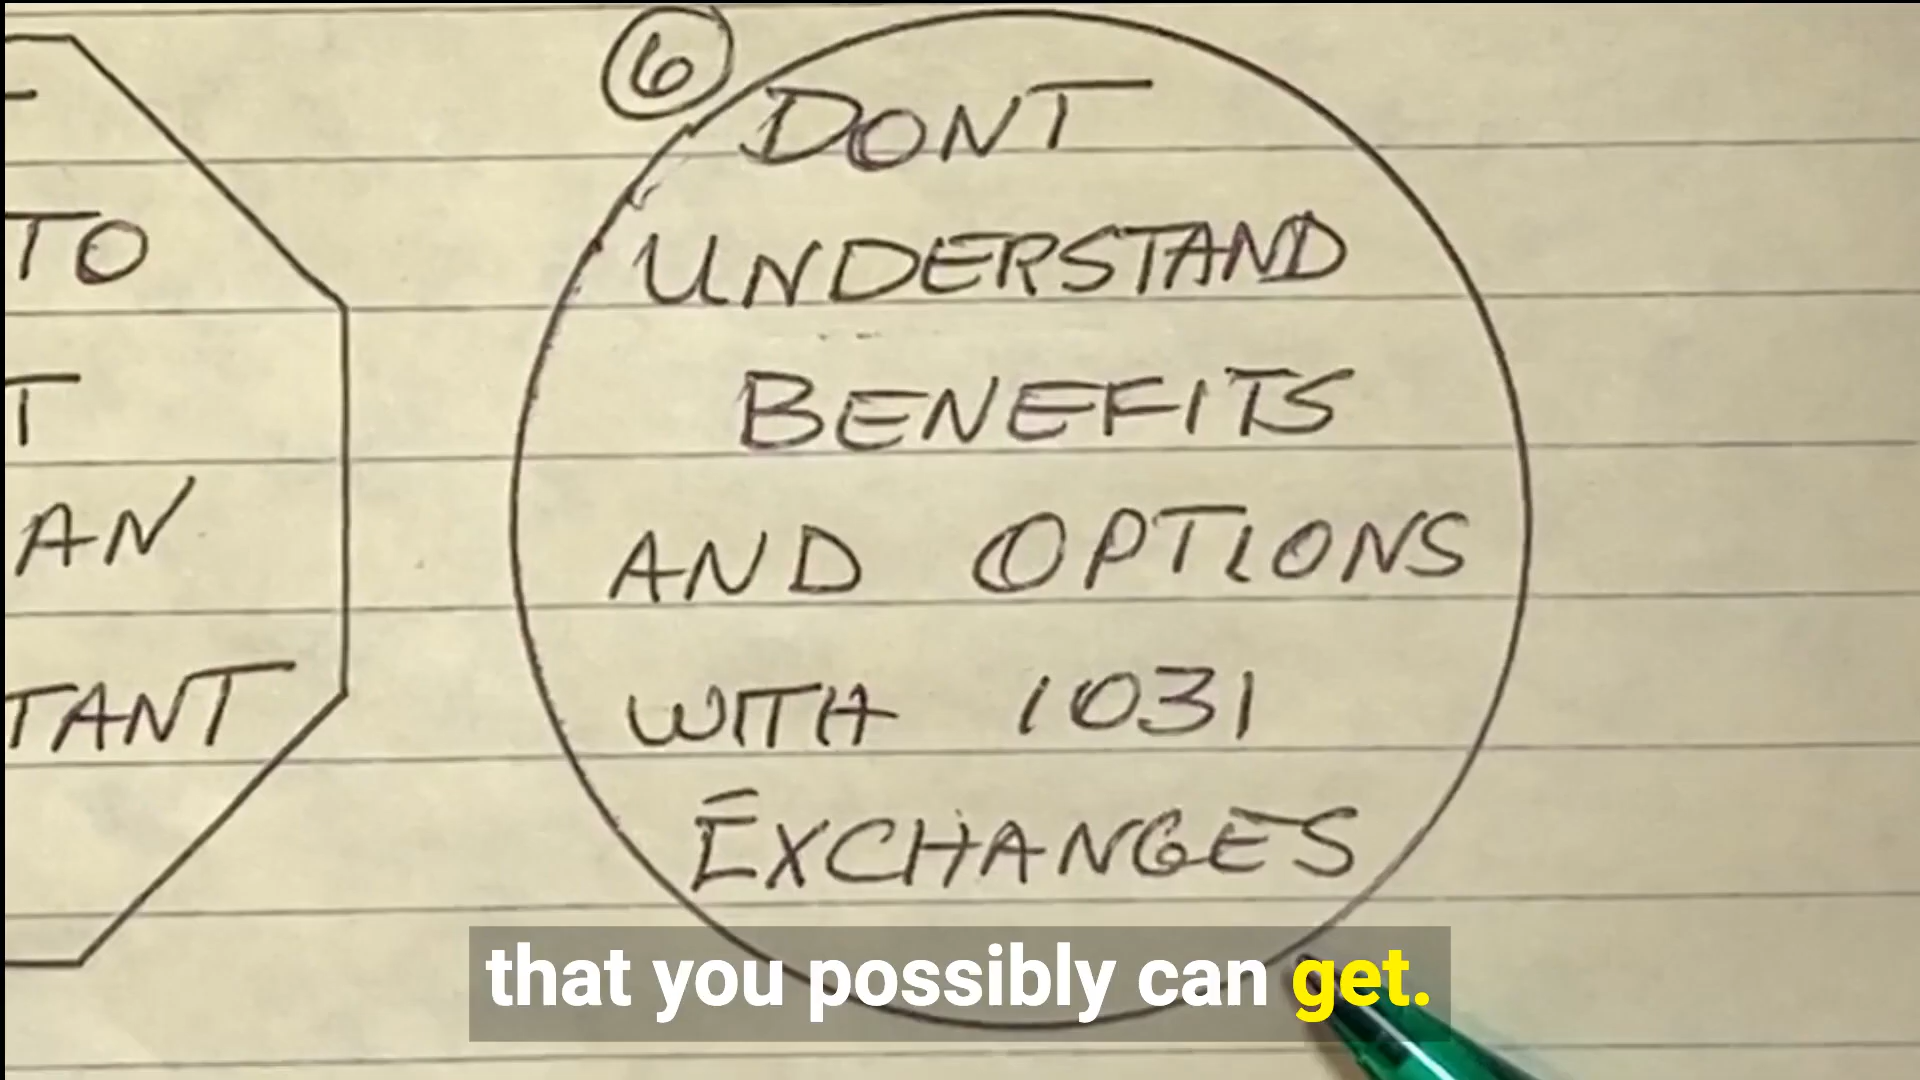 TO
T
AN
TANT
6
DONT
UNDERSTAND
BENEFITS
AND OPTIONS
WITH 1031
EXCHANGES
that you possibly can get.